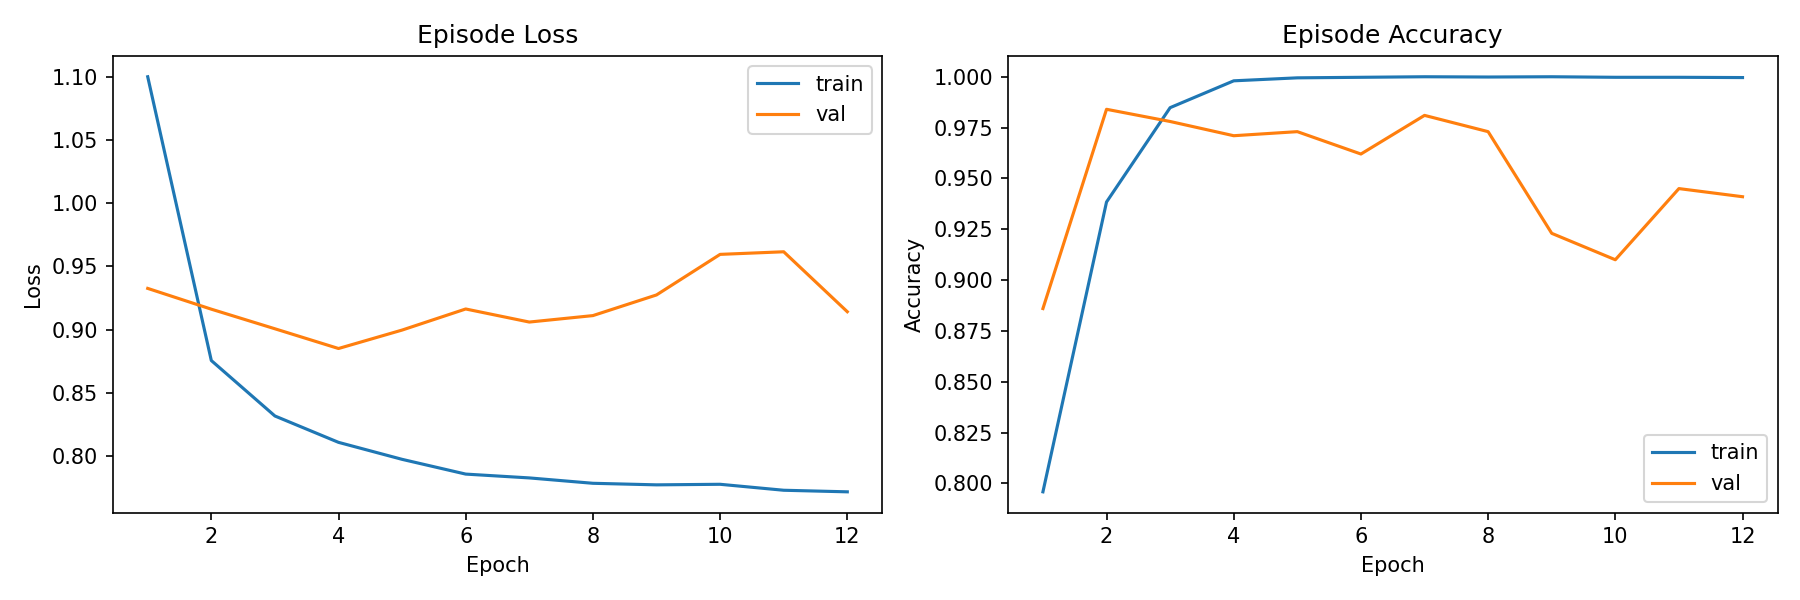 Episode Loss
1.10
1.05
1.00
0.95
0.90
0.85
0.80
Loss
train
val
2 4 6 8 10 12
Epoch
Episode Accuracy
1.000
0.975
0.950
0.925
0.900
0.875
0.850
0.825
0.800
Accuracy
train
val
2 4 6 8 10 12
Epoch